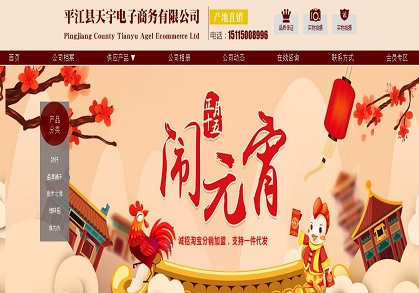 平江县天宇电子商务有限公司
Pingjiang County Tianyu Agel Ecommerce Ltd
产地直销
电话:15115008996
首页 公司档案 供应产品▼ 公司相册 公司动态 在线咨询 联系方式 会员专区
产品
分类
正月
十五
闹元宵
诚招淘宝分销加盟，支持一件代发